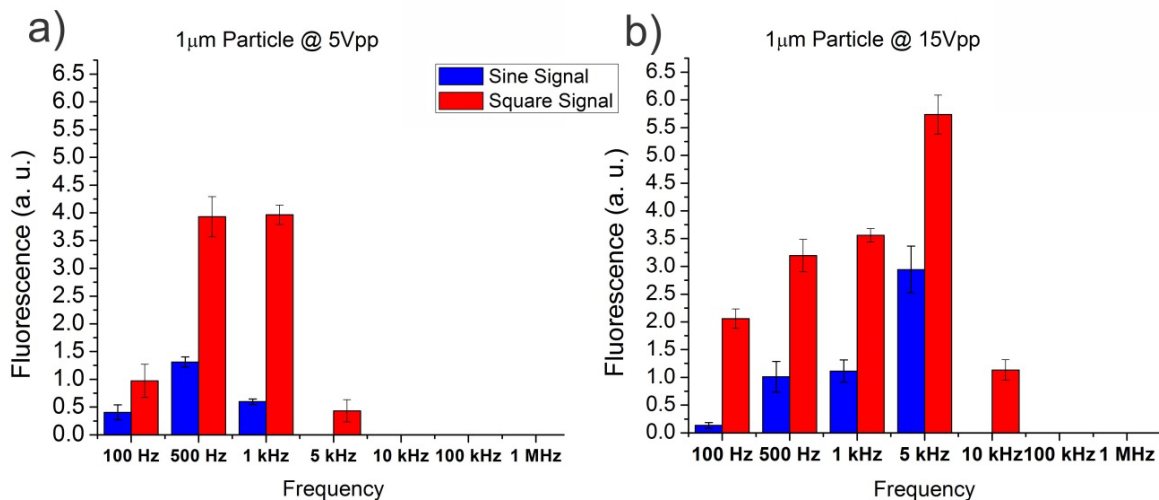 a)
1μm Particle @ 5Vpp
Sine Signal
Square Signal
Fluorescence (a. u.)
6.5
6.0
5.5
5.0
4.5
4.0
3.5
3.0
2.5
2.0
1.5
1.0
0.5
0.0
100 Hz 500 Hz 1 kHz 5 kHz 10 kHz 100 kHz 1 MHz
Frequency
b)
1μm Particle @ 15Vpp
Fluorescence (a. u.)
6.5
6.0
5.5
5.0
4.5
4.0
3.5
3.0
2.5
2.0
1.5
1.0
0.5
0.0
100 Hz 500 Hz 1 kHz 5 kHz 10 kHz 100 kHz 1 MHz
Frequency